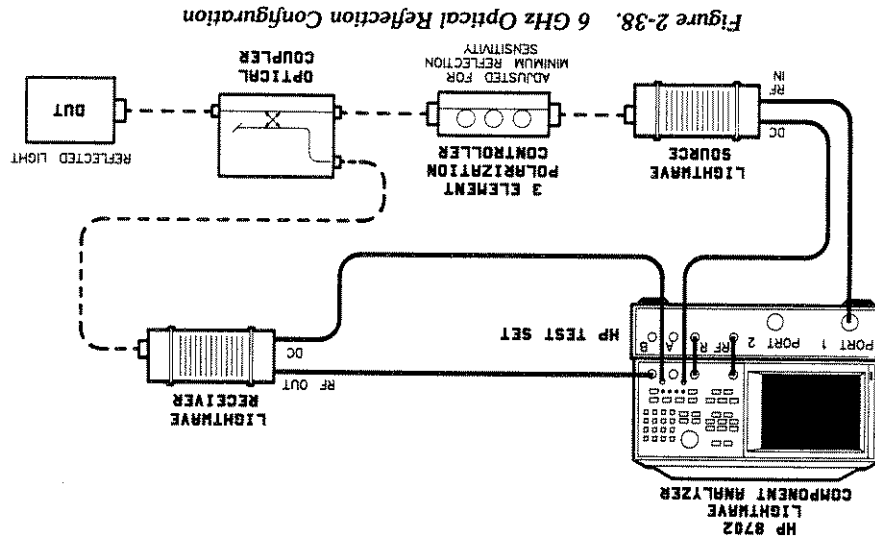 HP 8702
LIGHTWAVE
COMPONENT ANALYZER
PORT 1
PORT 2
RF
R
A
B
HP TEST SET
LIGHTWAVE
RECEIVER
RF OUT
DC
LIGHTWAVE
SOURCE
DC
RF
IN
3 ELEMENT
POLARIZATION
CONTROLLER
ADJUSTED FOR
MINIMUM REFLECTION
SENSITIVITY
OPTICAL
COUPLER
REFLECTED LIGHT
DUT
Figure 2-38. 6 GHz Optical Reflection Configuration